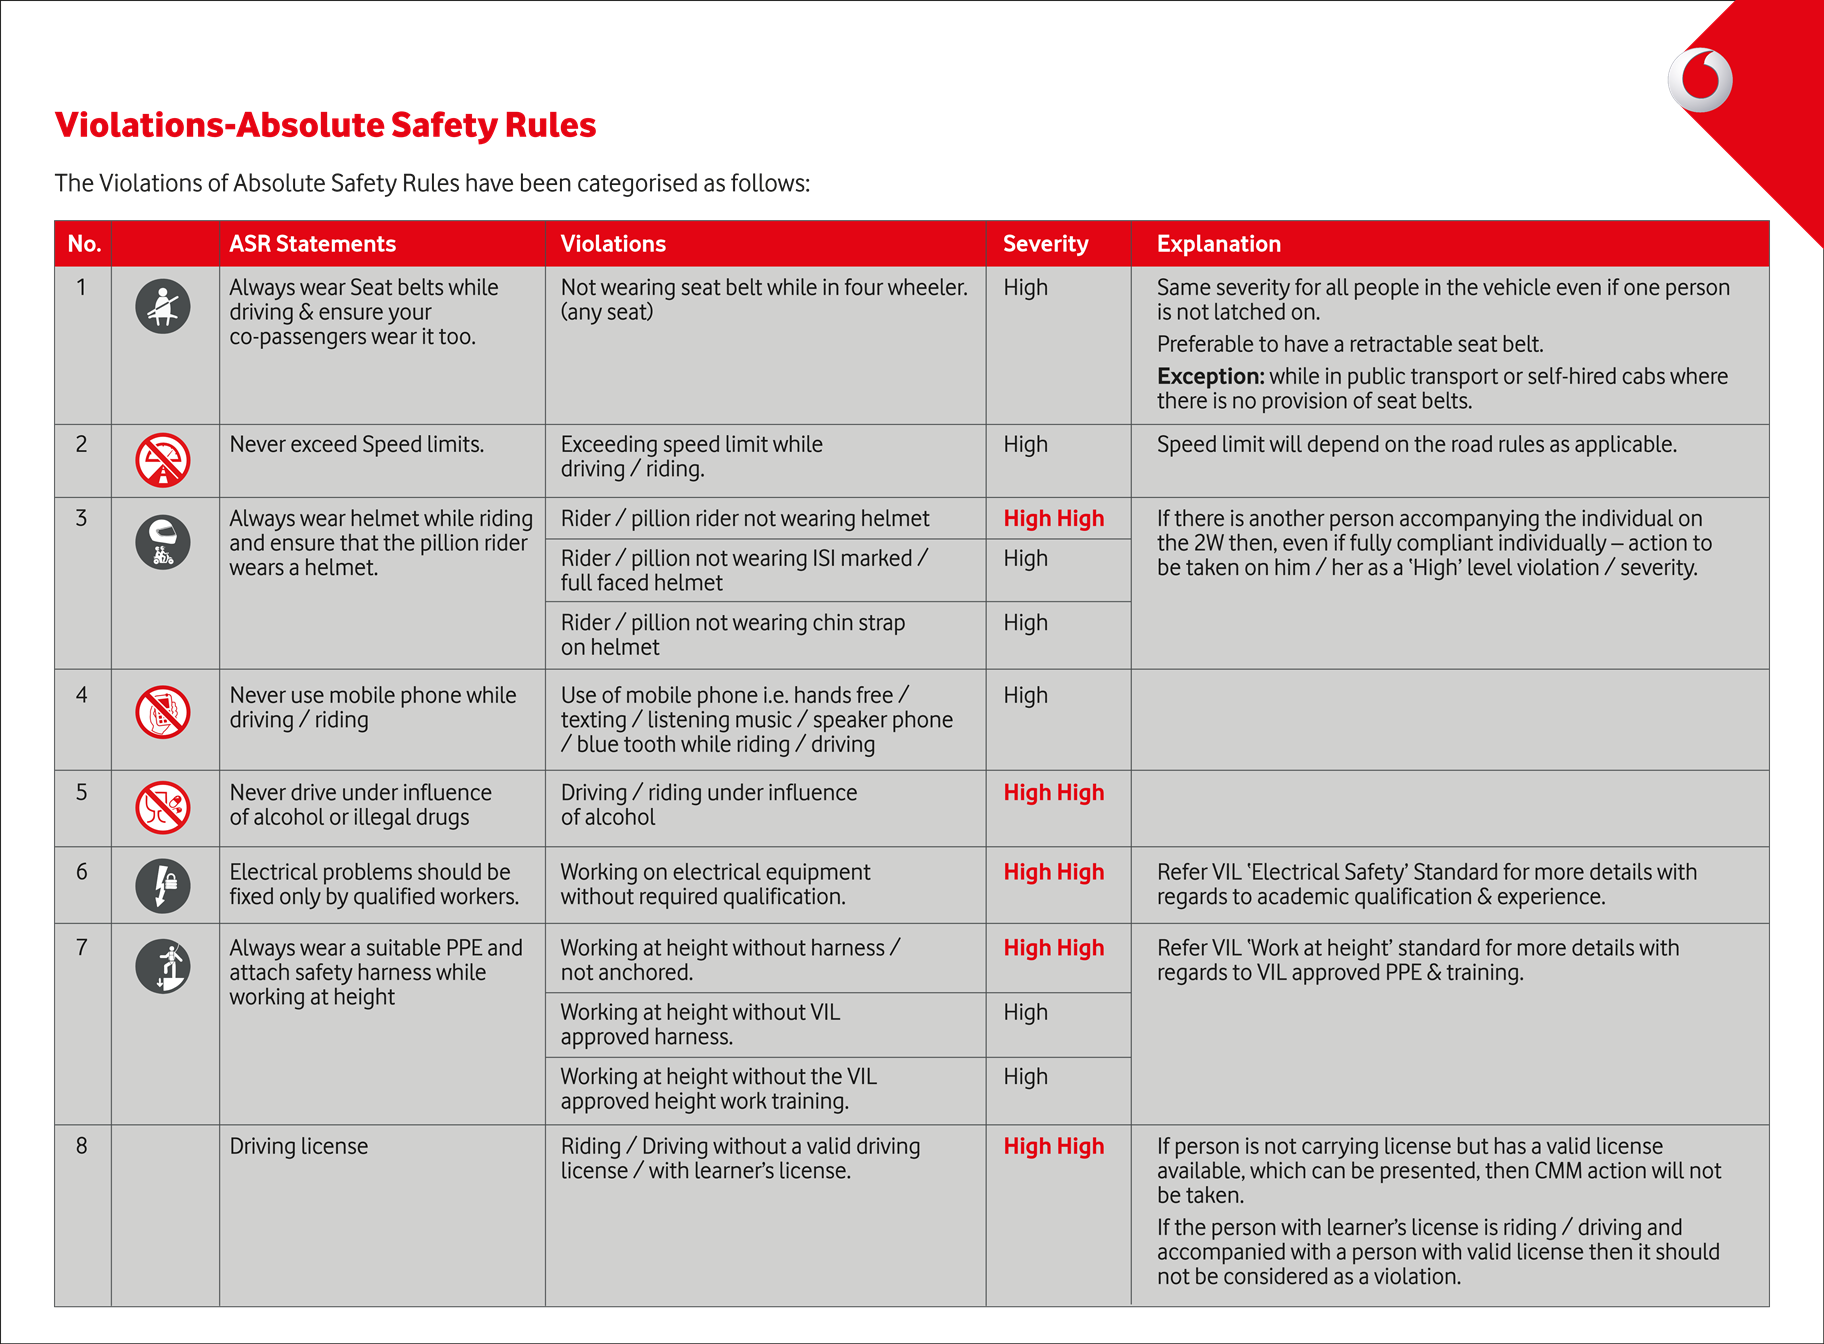 Violations-Absolute Safety Rules
The Violations of Absolute Safety Rules have been categorised as follows:
No.
ASR Statements
Violations
Severity
Explanation
1
Always wear Seat belts while
driving & ensure your
co-passengers wear it too.
Not wearing seat belt while in four wheeler.
(any seat)
High
Same severity for all people in the vehicle even if one person
is not latched on.
Preferable to have a retractable seat belt.
Exception: while in public transport or self-hired cabs where
there is no provision of seat belts.
2
Never exceed Speed limits.
Exceeding speed limit while
driving / riding.
High
Speed limit will depend on the road rules as applicable.
3
Always wear helmet while riding
and ensure that the pillion rider
wears a helmet.
Rider / pillion rider not wearing helmet
High High
Rider / pillion not wearing ISI marked /
full faced helmet
High
Rider / pillion not wearing chin strap
on helmet
High
If there is another person accompanying the individual on
the 2W then, even if fully compliant individually – action to
be taken on him / her as a ‘High’ level violation / severity.
4
Never use mobile phone while
driving / riding
Use of mobile phone i.e. hands free /
texting / listening music / speaker phone
/ blue tooth while riding / driving
High
5
Never drive under influence
of alcohol or illegal drugs
Driving / riding under influence
of alcohol
High High
6
Electrical problems should be
fixed only by qualified workers.
Working on electrical equipment
without required qualification.
High High
Refer VIL ‘Electrical Safety’ Standard for more details with
regards to academic qualification & experience.
7
Always wear a suitable PPE and
attach safety harness while
working at height
Working at height without harness /
not anchored.
High High
Working at height without VIL
approved harness.
High
Working at height without the VIL
approved height work training.
High
Refer VIL ‘Work at height’ standard for more details with
regards to VIL approved PPE & training.
8
Driving license
Riding / Driving without a valid driving
license / with learner’s license.
High High
If person is not carrying license but has a valid license
available, which can be presented, then CMM action will not
be taken.
If the person with learner’s license is riding / driving and
accompanied with a person with valid license then it should
not be considered as a violation.